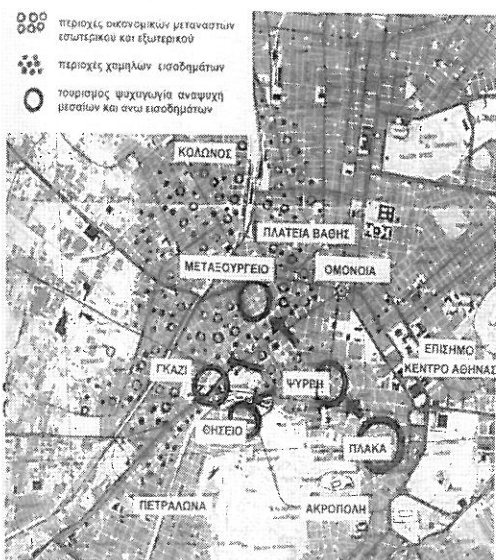 περιοχές οικονομικών μεταναστών
εσωτερικού και εξωτερικού
περιοχές χαμηλών εισοδημάτων
τουρισμος ψυχαγωγία αναψυχή
μεσαίων και άνω εισοδημάτων
ΚΟΛΩΝΟΣ
ΠΛΑΤΕΙΑ ΒΑΘΗΣ
ΜΕΤΑΞΟΥΡΓΕΙΟ
ΟΜΟΝΟΙΑ
ΕΠΙΣΗΜΟ
ΚΕΝΤΡΟ ΑΘΗΝΑΣ
ΓΚΑΖΙ
ΨΥΡΡΗ
ΘΗΣΕΙΟ
ΠΛΑΚΑ
ΠΕΤΡΑΛΩΝΑ
ΑΚΡΟΠΟΛΗ